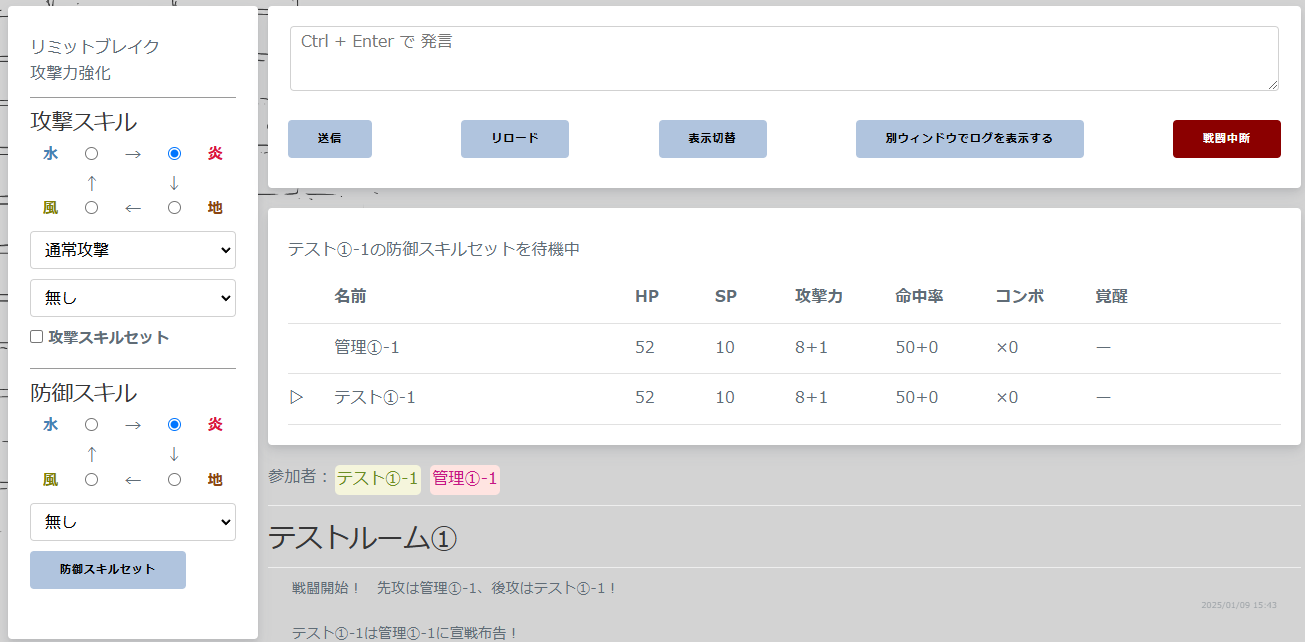 リミットブレイク
攻撃力強化
攻撃スキル
水 → 炎
↑ ↓
風 ← 地
通常攻撃
無し
攻撃スキルセット
防御スキル
水 → 炎
↑ ↓
風 ← 地
無し
防御スキルセット
Ctrl + Enter で 発言
送信 リロード 表示切替 別ウィンドウでログを表示する 戦闘中断
テスト①-1の防御スキルセットを待機中
名前 HP SP 攻撃力 命中率 コンボ 覚醒
管理①-1 52 10 8+1 50+0 ×0 —
▷ テスト①-1 52 10 8+1 50+0 ×0 —
参加者： テスト①-1 管理①-1
テストルーム①
戦闘開始！　先攻は管理①-1、後攻はテスト①-1！
2025/01/09 15:43
テスト①-1は管理①-1に宣戦布告！